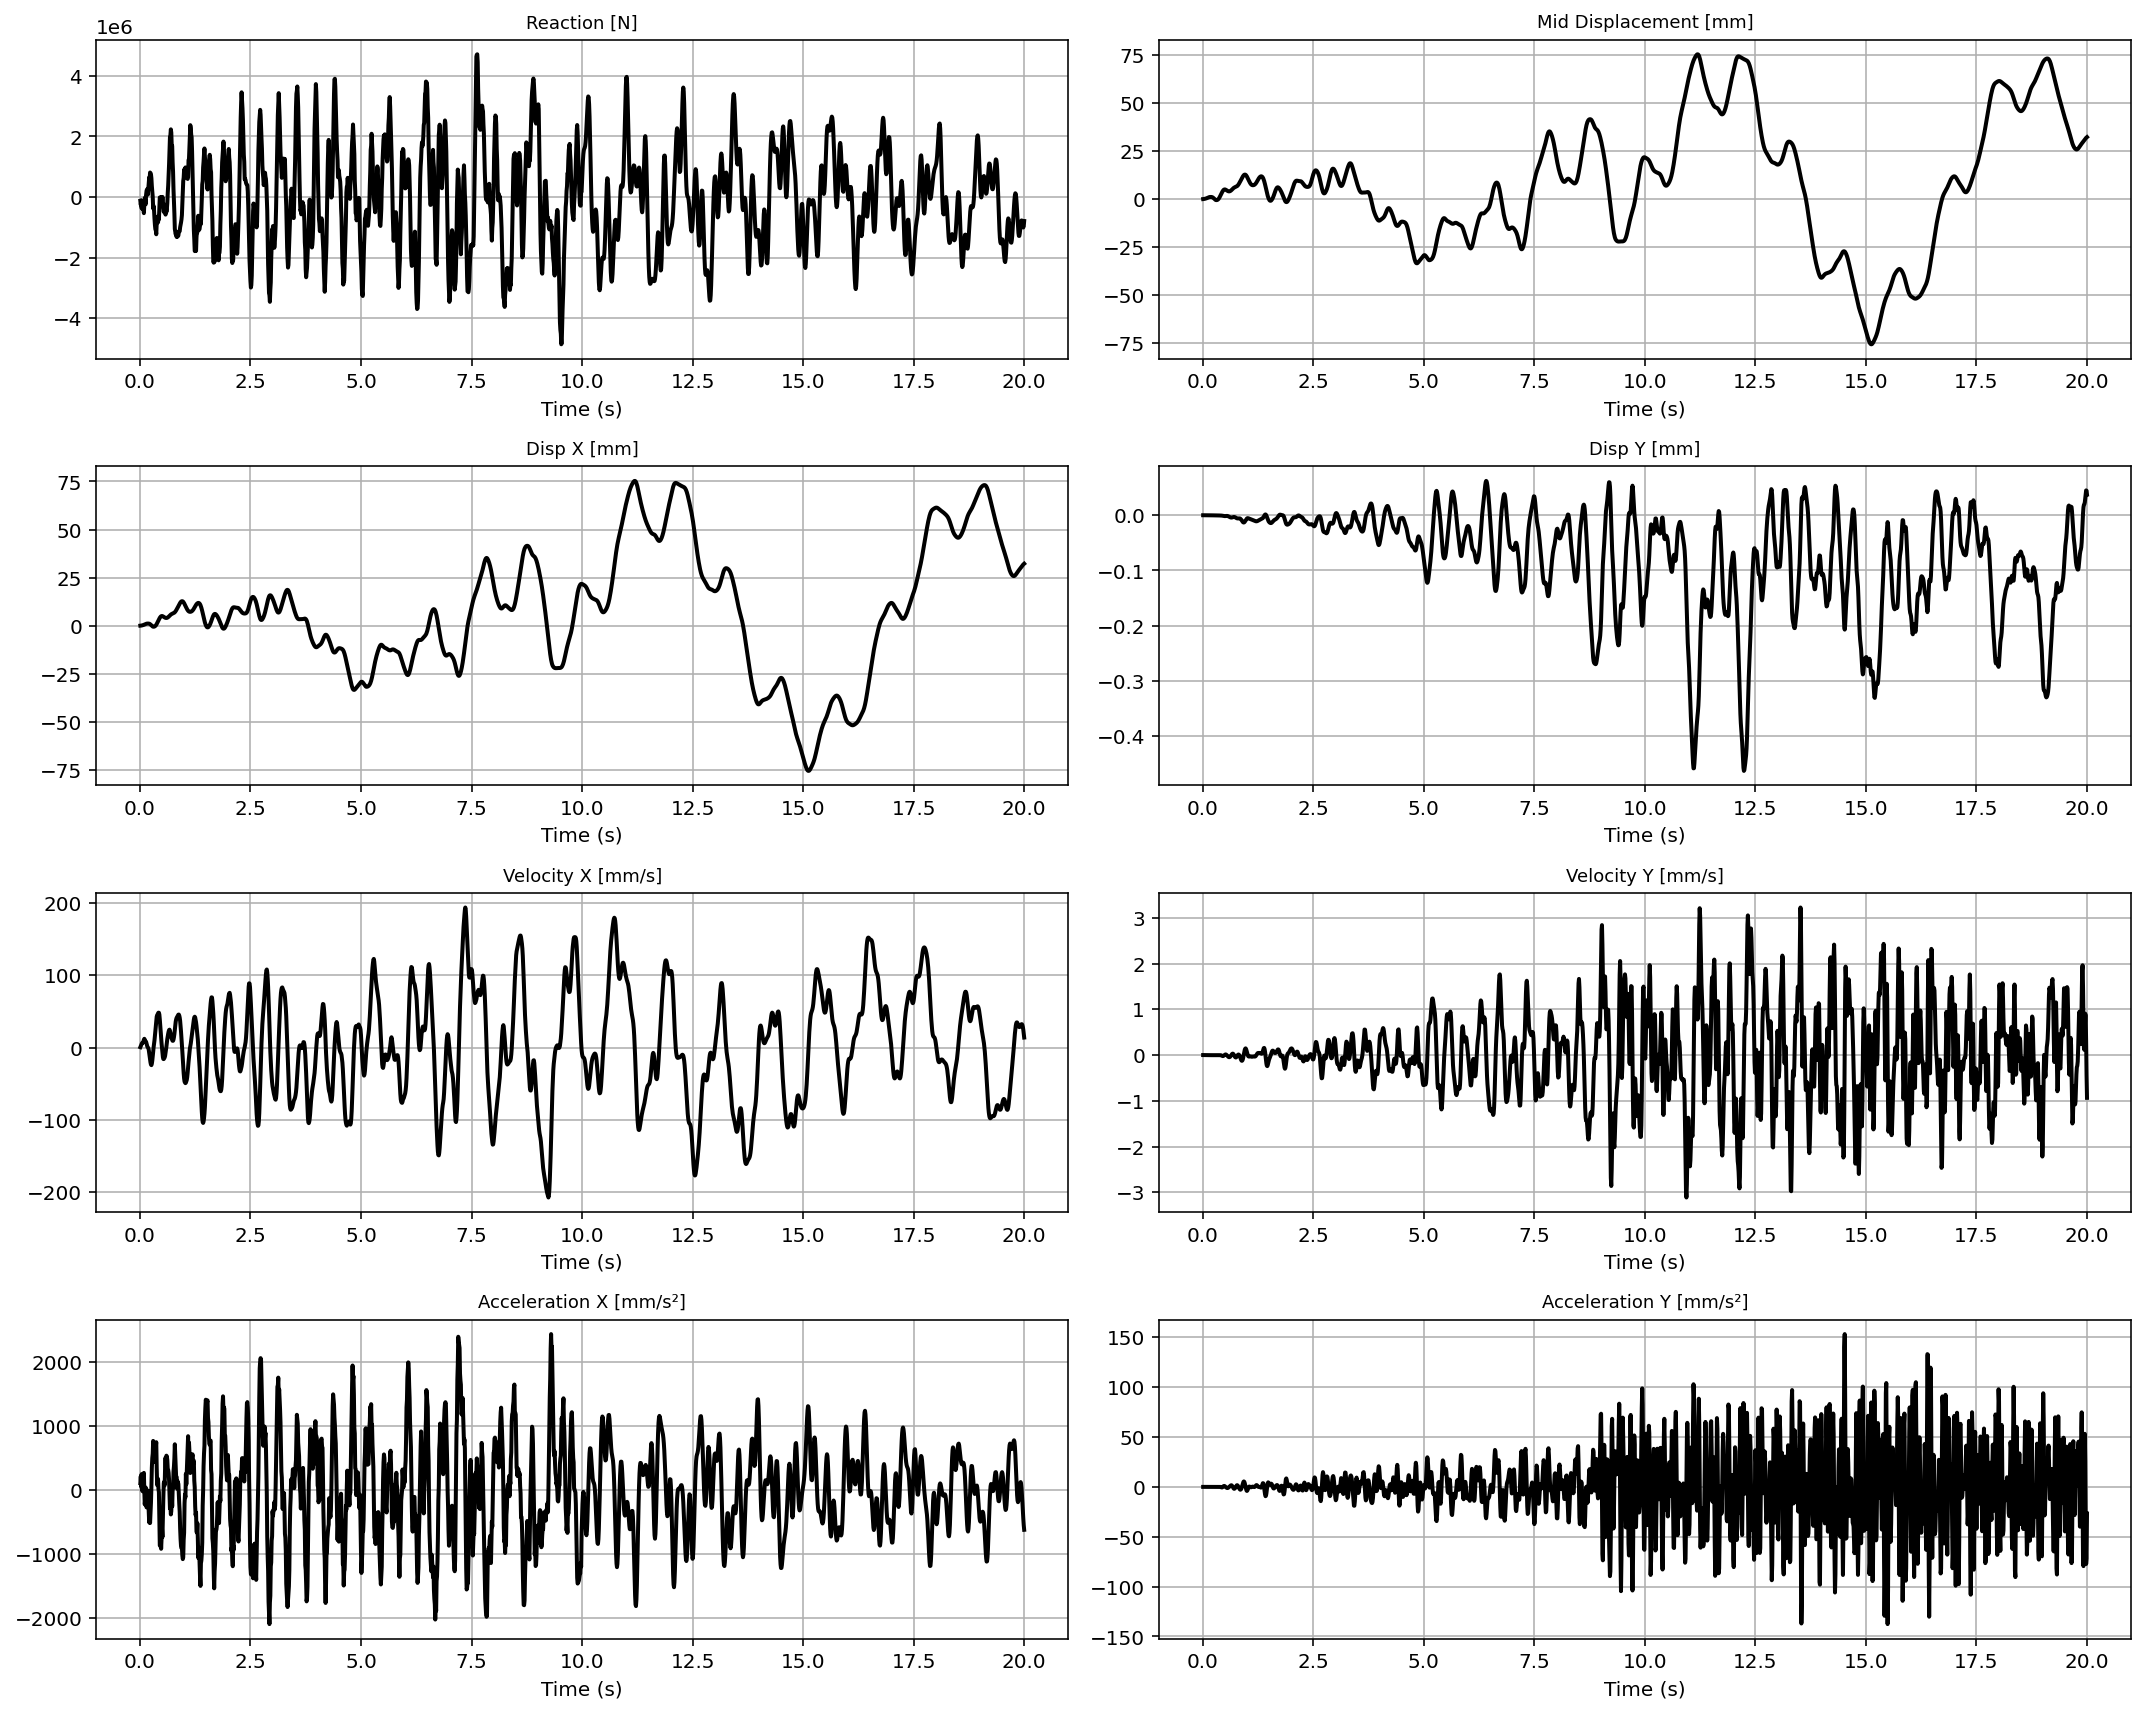 Reaction [N]
1e6
4
2
0
−2
−4
0.0 2.5 5.0 7.5 10.0 12.5 15.0 17.5 20.0
Time (s)
Mid Displacement [mm]
75
50
25
0
−25
−50
−75
0.0 2.5 5.0 7.5 10.0 12.5 15.0 17.5 20.0
Time (s)
Disp X [mm]
75
50
25
0
−25
−50
−75
0.0 2.5 5.0 7.5 10.0 12.5 15.0 17.5 20.0
Time (s)
Disp Y [mm]
0.0
−0.1
−0.2
−0.3
−0.4
0.0 2.5 5.0 7.5 10.0 12.5 15.0 17.5 20.0
Time (s)
Velocity X [mm/s]
200
100
0
−100
−200
0.0 2.5 5.0 7.5 10.0 12.5 15.0 17.5 20.0
Time (s)
Velocity Y [mm/s]
3
2
1
0
−1
−2
−3
0.0 2.5 5.0 7.5 10.0 12.5 15.0 17.5 20.0
Time (s)
Acceleration X [mm/s²]
2000
1000
0
−1000
−2000
0.0 2.5 5.0 7.5 10.0 12.5 15.0 17.5 20.0
Time (s)
Acceleration Y [mm/s²]
150
100
50
0
−50
−100
−150
0.0 2.5 5.0 7.5 10.0 12.5 15.0 17.5 20.0
Time (s)